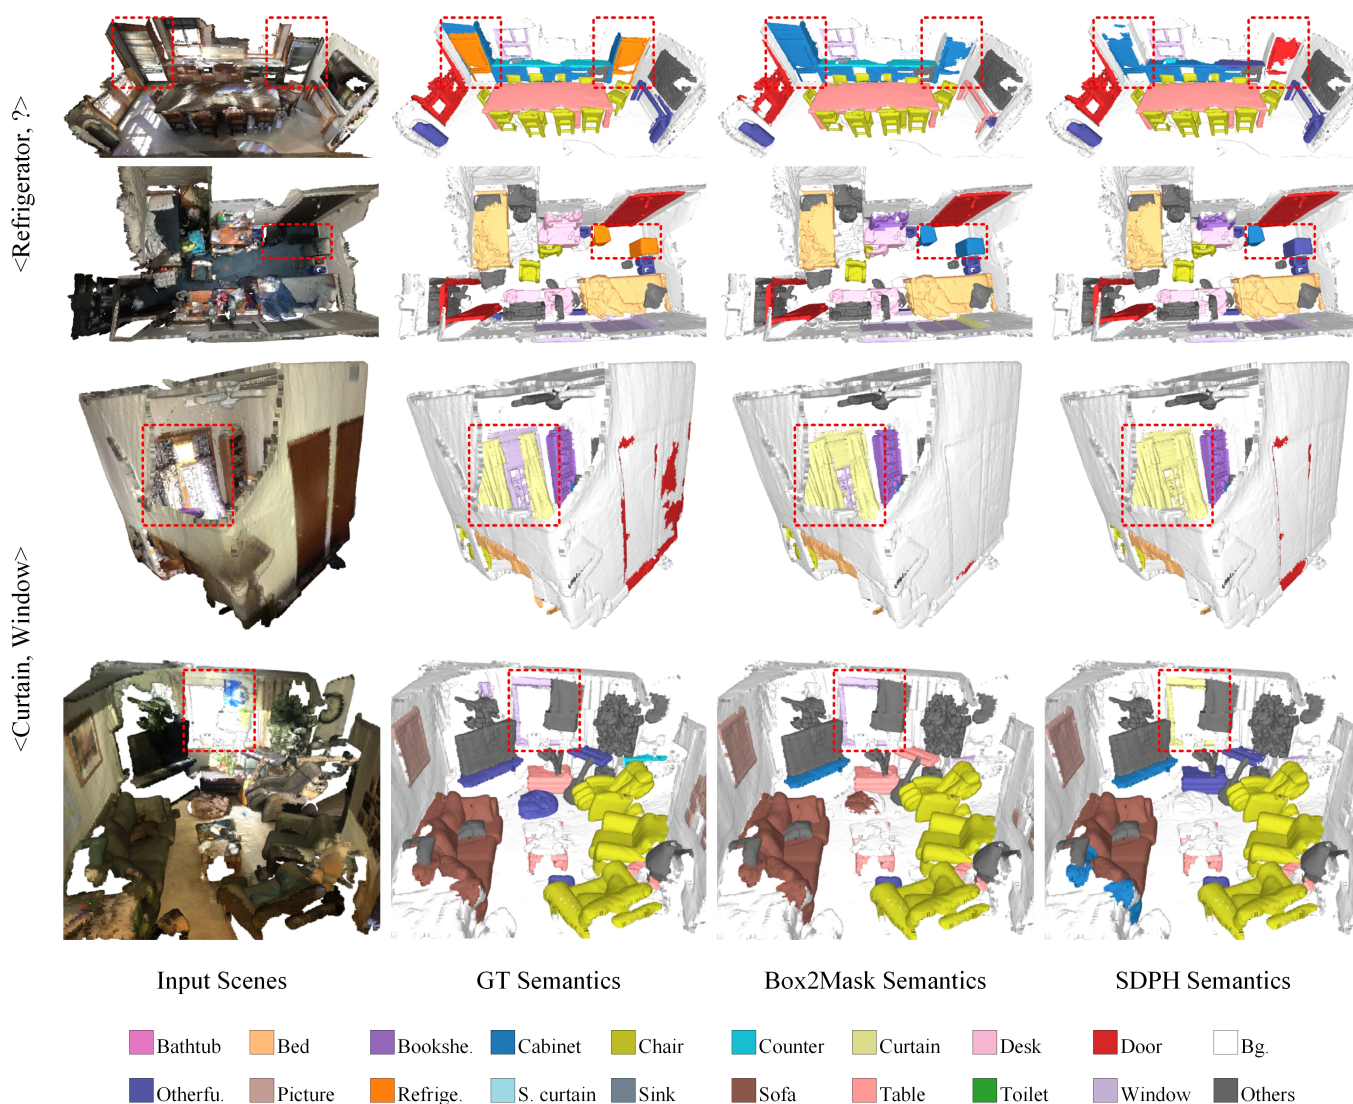 <Refrigerator, ?>
<Curtain, Window>
Input Scenes
GT Semantics
Box2Mask Semantics
SDPH Semantics
Bathtub
Bed
Bookshe.
Cabinet
Chair
Counter
Curtain
Desk
Door
Bg.
Otherfu.
Picture
Refrige.
S. curtain
Sink
Sofa
Table
Toilet
Window
Others